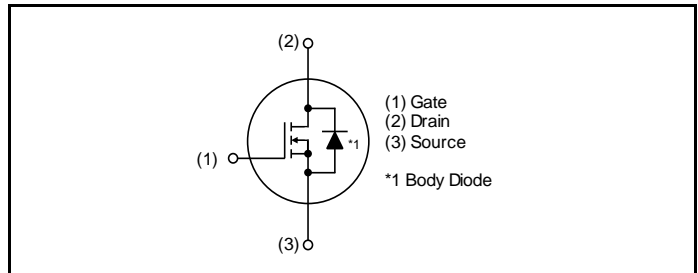 (2)
(1) Gate
(2) Drain
(3) Source
*1
(1)
*1 Body Diode
(3)